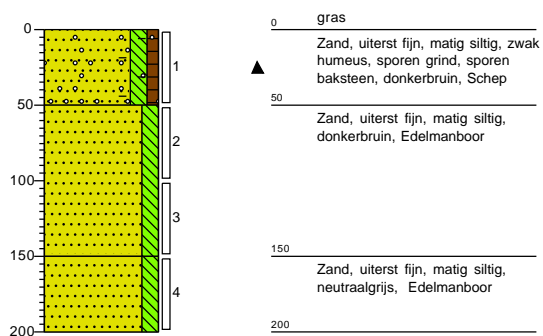 0
50
100
150
200
1
2
3
4
0
gras
Zand, uiterst fijn, matig siltig, zwak
humeus, sporen grind, sporen
baksteen, donkerbruin, Schep
50
Zand, uiterst fijn, matig siltig,
donkerbruin, Edelmanboor
150
Zand, uiterst fijn, matig siltig,
neutraalgrijs, Edelmanboor
200